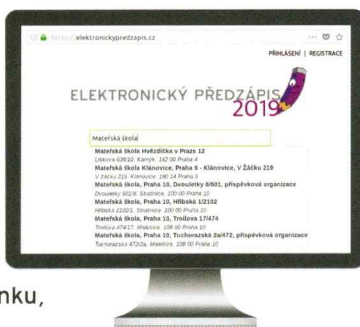 https://elektronickypredzapis.cz
PŘIHLÁŠENÍ | REGISTRACE
ELEKTRONICKÝ PŘEDZÁPIS
2019
Mateřská škola
Mateřská škola Hvězdička v Praze 12
Liškova 636/10, Kamýk, 142 00 Praha 4
Mateřská škola Klánovice, Praha 9 - Klánovice, V Žáčku 219
V Žáčku 219, Klánovice, 190 14 Praha 9
Mateřská škola, Praha 10, Dvouletky 8/601, příspěvková organizace
Dvouletky 601/8, Strašnice, 100 00 Praha 10
Mateřská škola, Praha 10, Hřibská 1/2102
Hřibská 2102/1, Strašnice, 100 00 Praha 10
Mateřská škola, Praha 10, Troilova 17/474
Troilova 474/17, Malešice, 108 00 Praha 10
Mateřská škola, Praha 10, Tuchorazská 2a/472, příspěvková organizace
Tuchorazská 472/2a, Malešice, 108 00 Praha 10
nku,